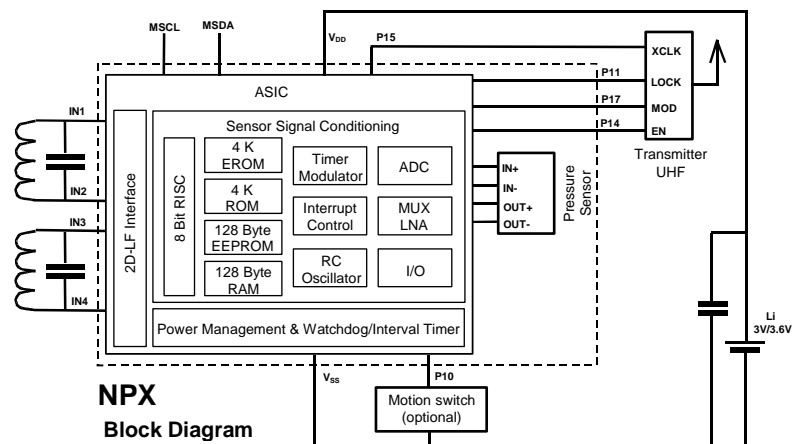 MSCL
MSDA
V_DD
P15
XCLK
P11
LOCK
P17
MOD
P14
EN
Transmitter
UHF
ASIC
IN1
IN2
IN3
IN4
2D-LF Interface
Sensor Signal Conditioning
8 Bit RISC
4 K
EROM
4 K
ROM
128 Byte
EEPROM
128 Byte
RAM
Timer
Modulator
Interrupt
Control
RC
Oscillator
ADC
MUX
LNA
I/O
IN+
IN-
OUT+
OUT-
Pressure
Sensor
Power Management & Watchdog/Interval Timer
Li
3V/3.6V
V_SS
P10
Motion switch
(optional)
NPX
Block Diagram